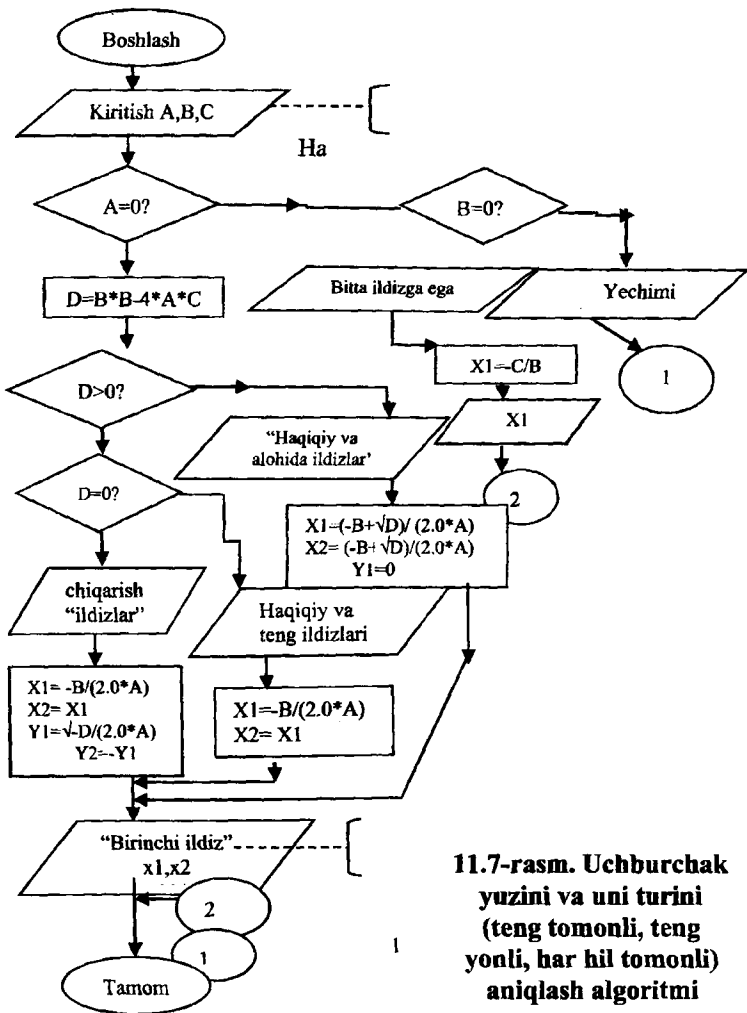 Boshlash
Kiritish A,B,C
Ha
A=0?
B=0?
D=B*B-4*A*C
Bitta ildizga ega
Yechimi
X1=-C/B
1
D>0?
X1
"Haqiqiy va
alohida ildizlar'
2
D=0?
X1=(-B+√D)/ (2.0*A)
X2= (-B+√D)/(2.0*A)
Y1=0
chiqarish
"ildizlar"
Haqiqiy va
teng ildizlari
X1= -B/(2.0*A)
X2= X1
Y1=√-D/(2.0*A)
Y2=-Y1
X1=-B/(2.0*A)
X2= X1
"Birinchi ildiz"
x1,x2
2
1
Tamom
1
11.7-rasm. Uchburchak
yuzini va uni turini
(teng tomonli, teng
yonli, har hil tomonli)
aniqlash algoritmi